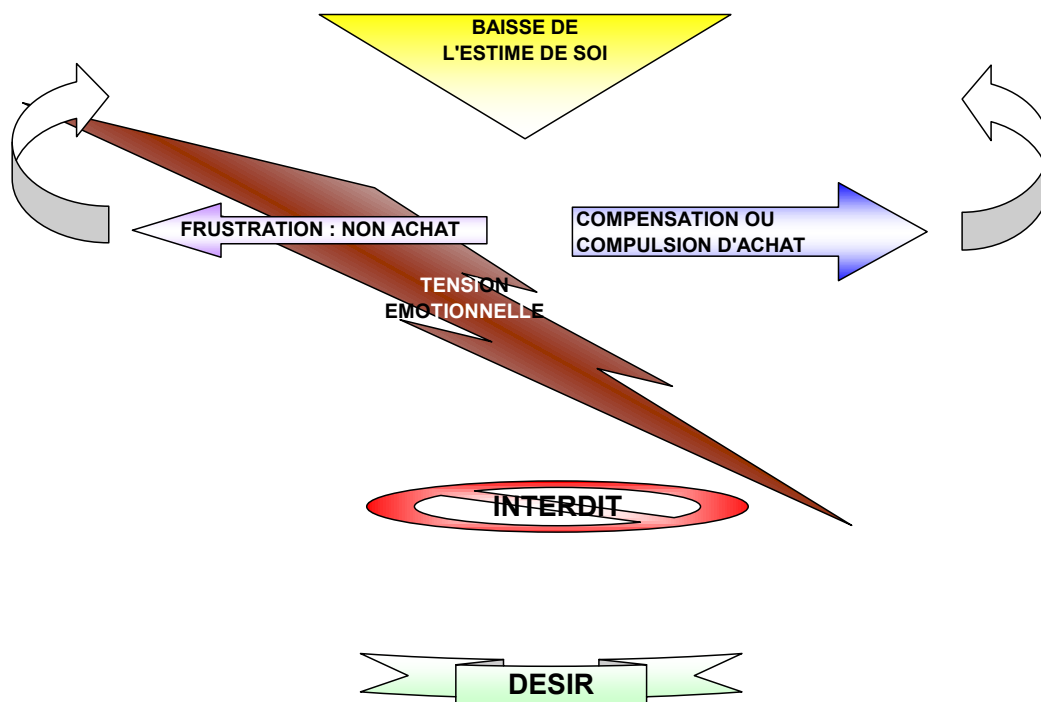 BAISSE DE
L'ESTIME DE SOI
FRUSTRATION : NON ACHAT
COMPENSATION OU
COMPULSION D'ACHAT
TENSION
EMOTIONNELLE
INTERDIT
DESIR